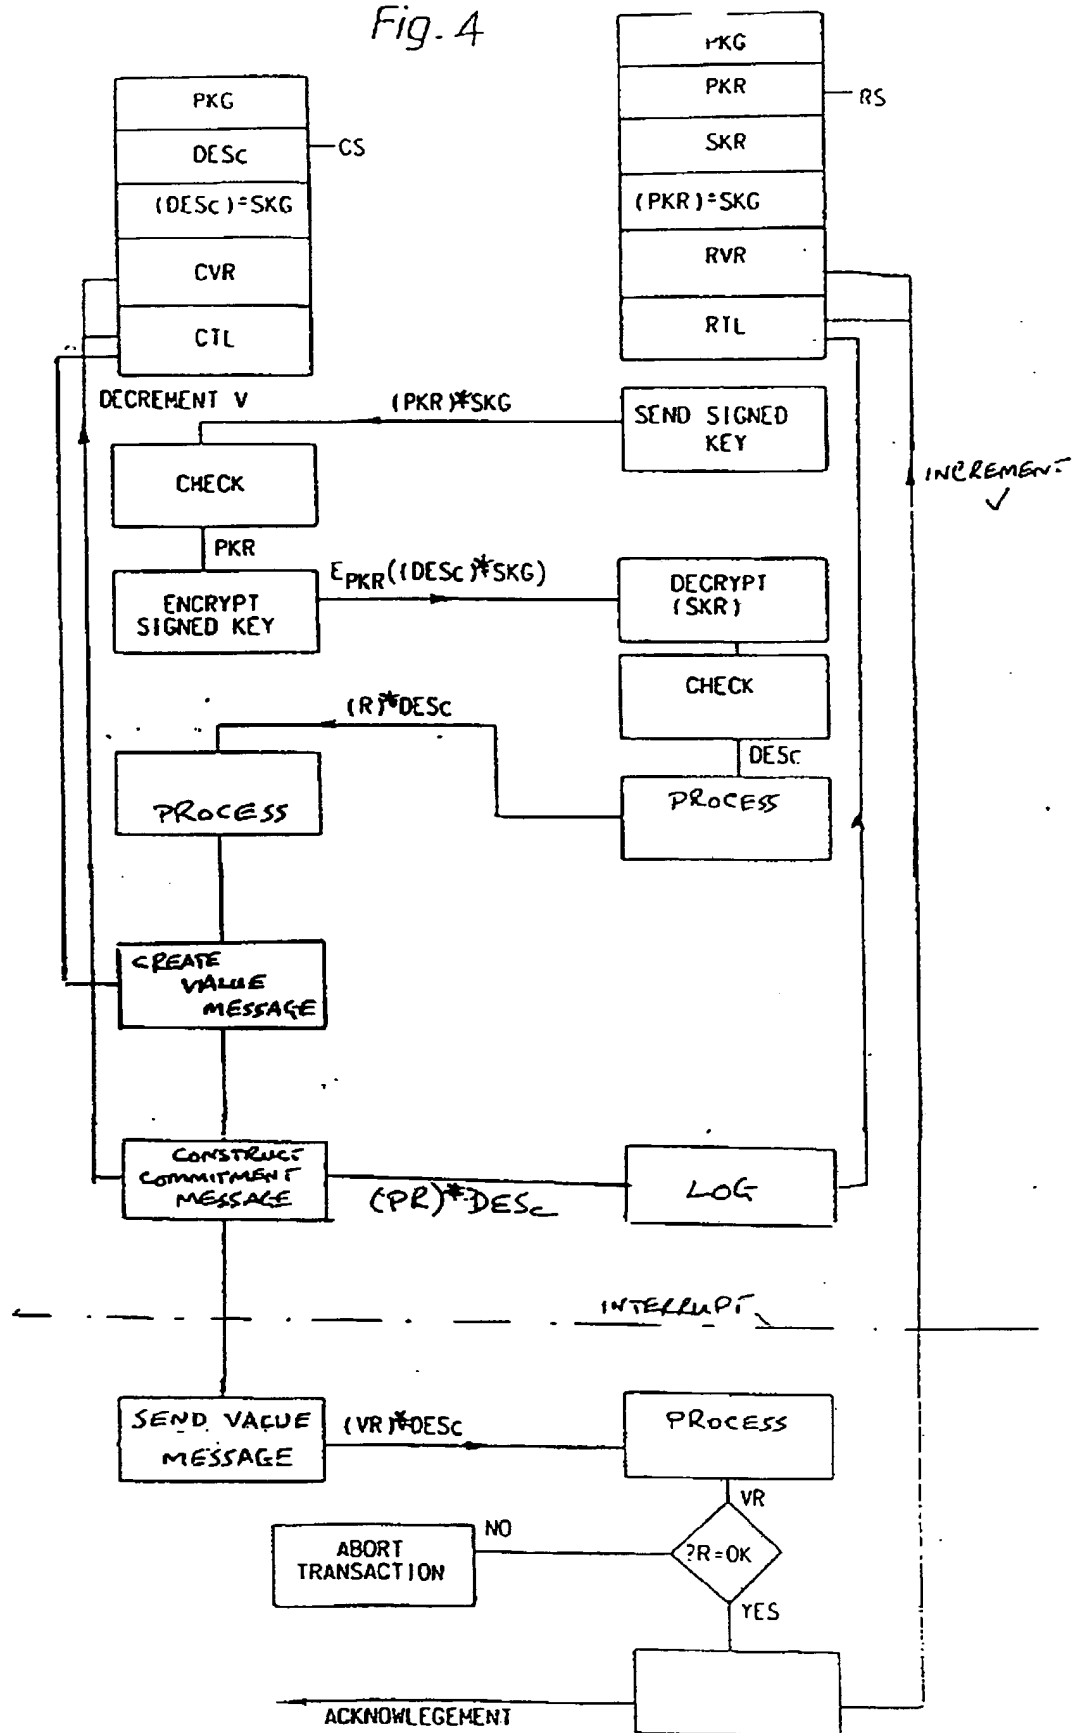 Fig. 4
PKG
DESc
CS
(DESc)*SKG
CVR
CTL
PKG
PKR
RS
SKR
(PKR)*SKG
RVR
RTL
DECREMENT V
(PKR)*SKG
SEND SIGNED
KEY
CHECK
INCREMENT
V
PKR
ENCRYPT
SIGNED KEY
EPKR((DESc)*SKG)
DECRYPT
(SKR)
CHECK
(R)*DESc
DESc
PROCESS
PROCESS
CREATE
VALUE
MESSAGE
CONSTRUCT
COMMITMENT
MESSAGE
(PR)*DESc
LOG
INTERRUPT
SEND VALUE
MESSAGE
(VR)*DESc
PROCESS
VR
NO
ABORT
TRANSACTION
?R=OK
YES
ACKNOWLEGEMENT